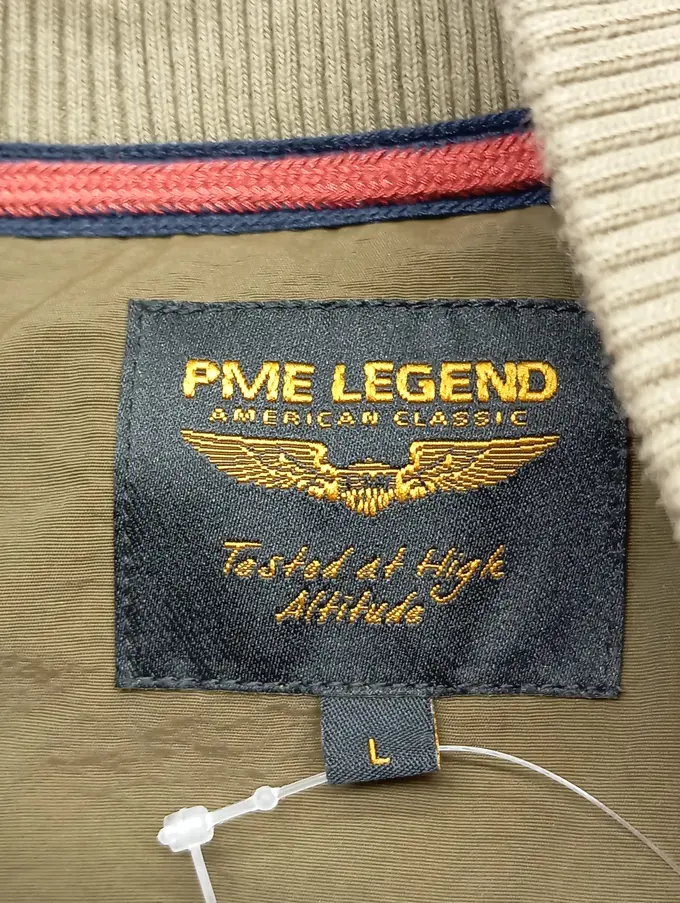 PME LEGEND
AMERICAN CLASSIC
Tested at High
Altitude
L